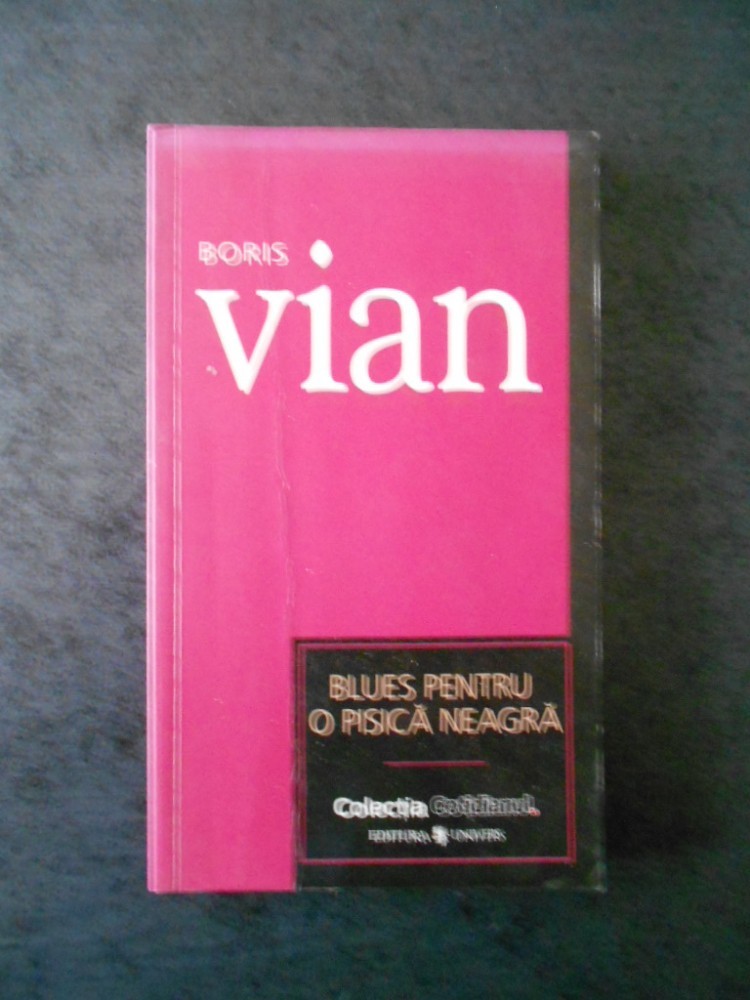 BORIS
vian
BLUES PENTRU
O PISICĂ NEAGRĂ
Colecția Cotidianul.
EDITURA UNIVERS